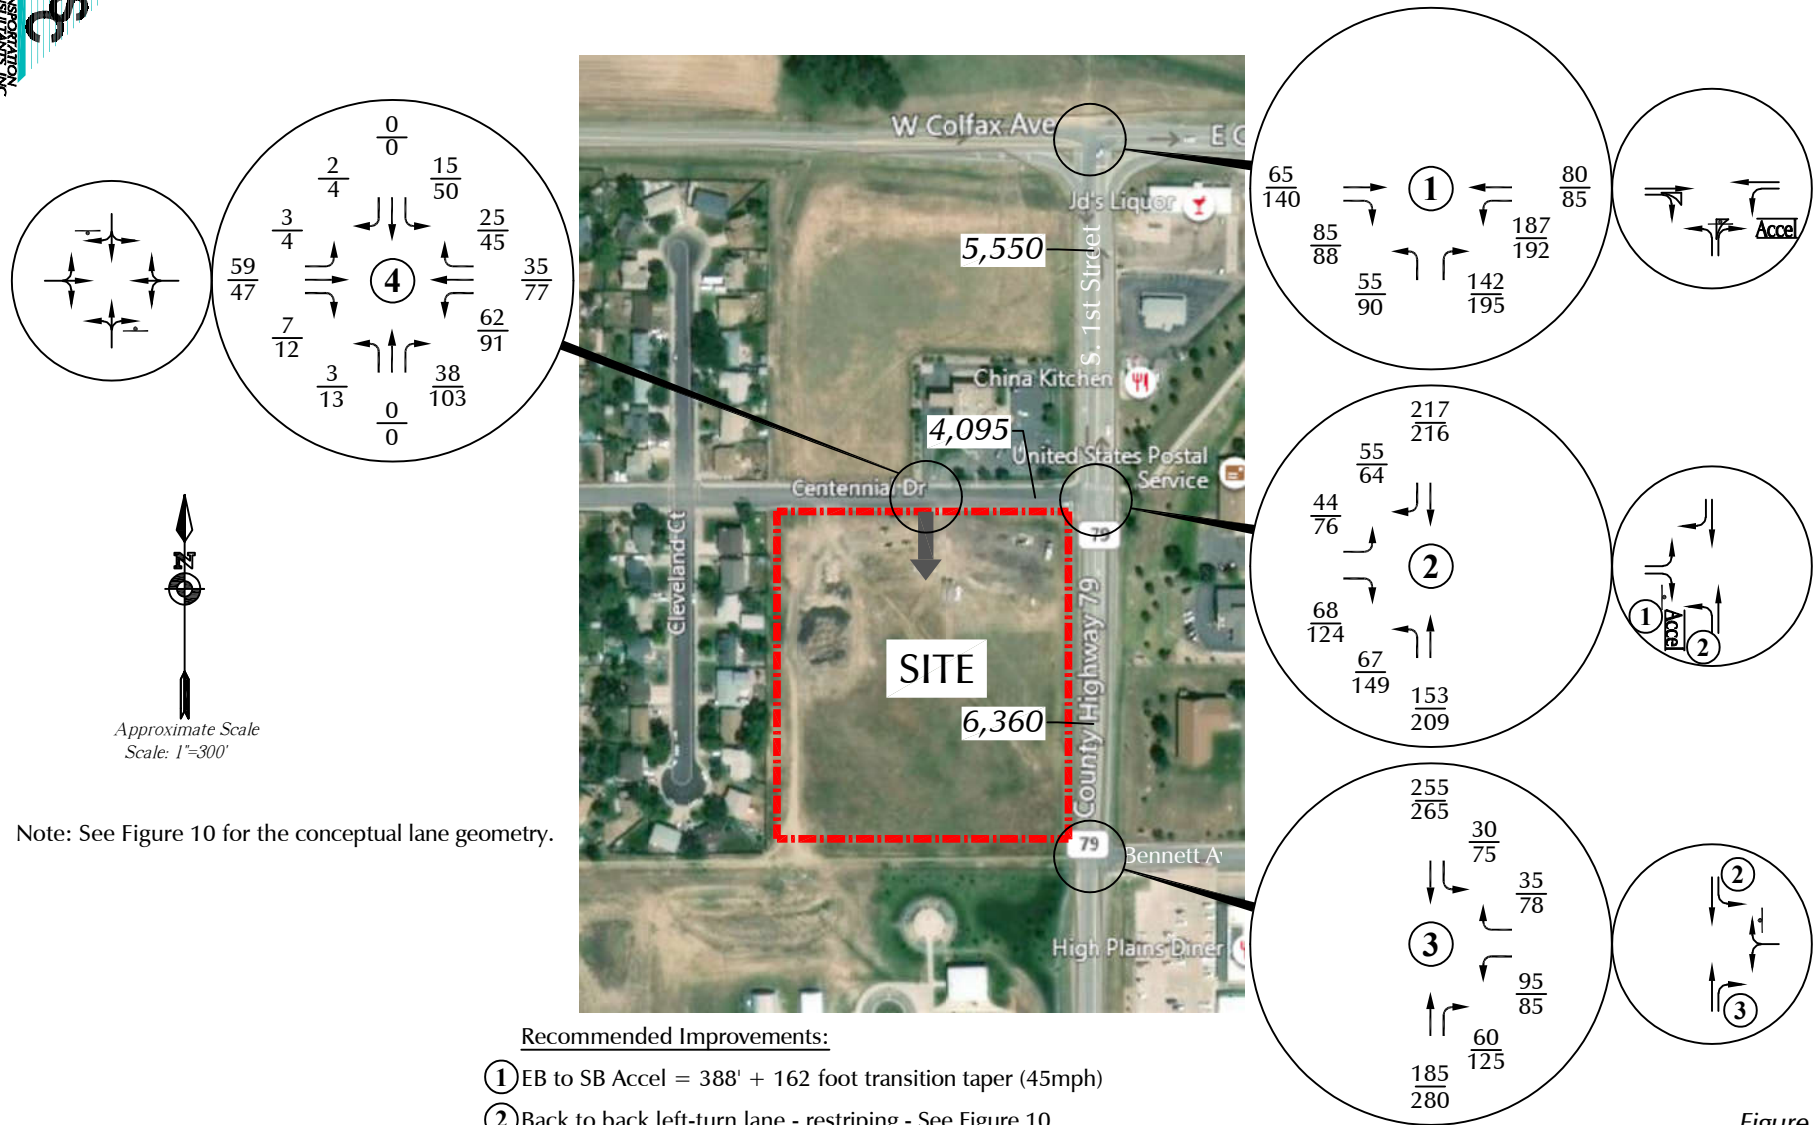 NSPORTATION
SC
W Colfax Ave
E C
Jd's Liquor
5,550
s. 1st Street
China Kitchen
4,095
United States Postal
Service
Centennial Dr
79
Cleveland Ct
SITE
County Highway 79
6,360
79
Bennett A
High Plains Diner
0
0
2
4
15
50
3
4
25
45
59
47
4
35
77
7
12
62
91
3
13
38
103
0
0
65
140
1
80
85
85
88
187
192
55
90
142
195
Accel
217
216
55
64
44
76
2
68
124
67
149
153
209
1
Accel
2
255
265
30
75
35
78
3
95
85
60
125
185
280
2
3
N
Approximate Scale
Scale: 1"=300'
Note: See Figure 10 for the conceptual lane geometry.
Recommended Improvements:
1 EB to SB Accel = 388' + 162 foot transition taper (45mph)
2 Back to back left-turn lane - restriping - See Figure 10
Figure